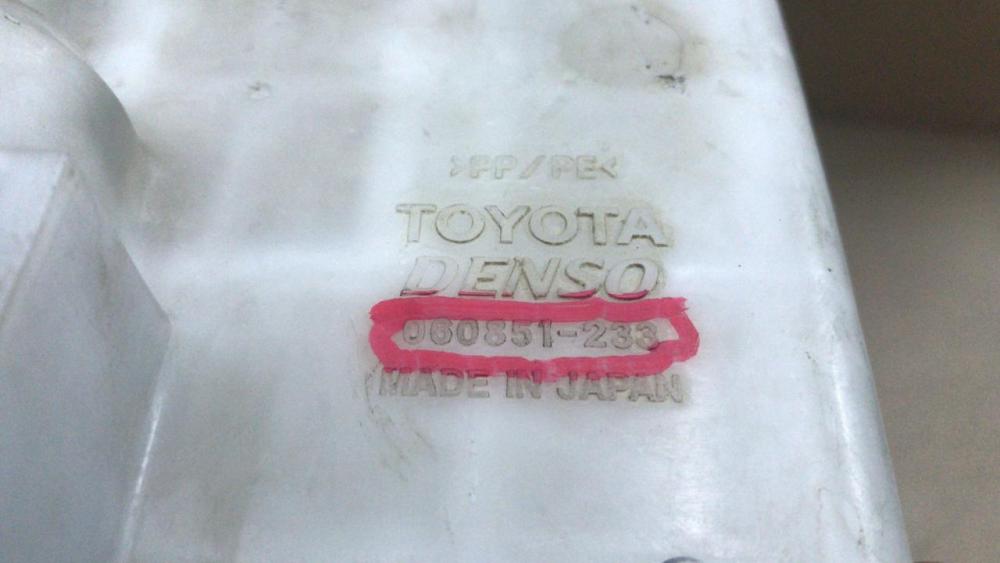 >PP/PE<
TOYOTA
DENSO
060851-233
MADE IN JAPAN